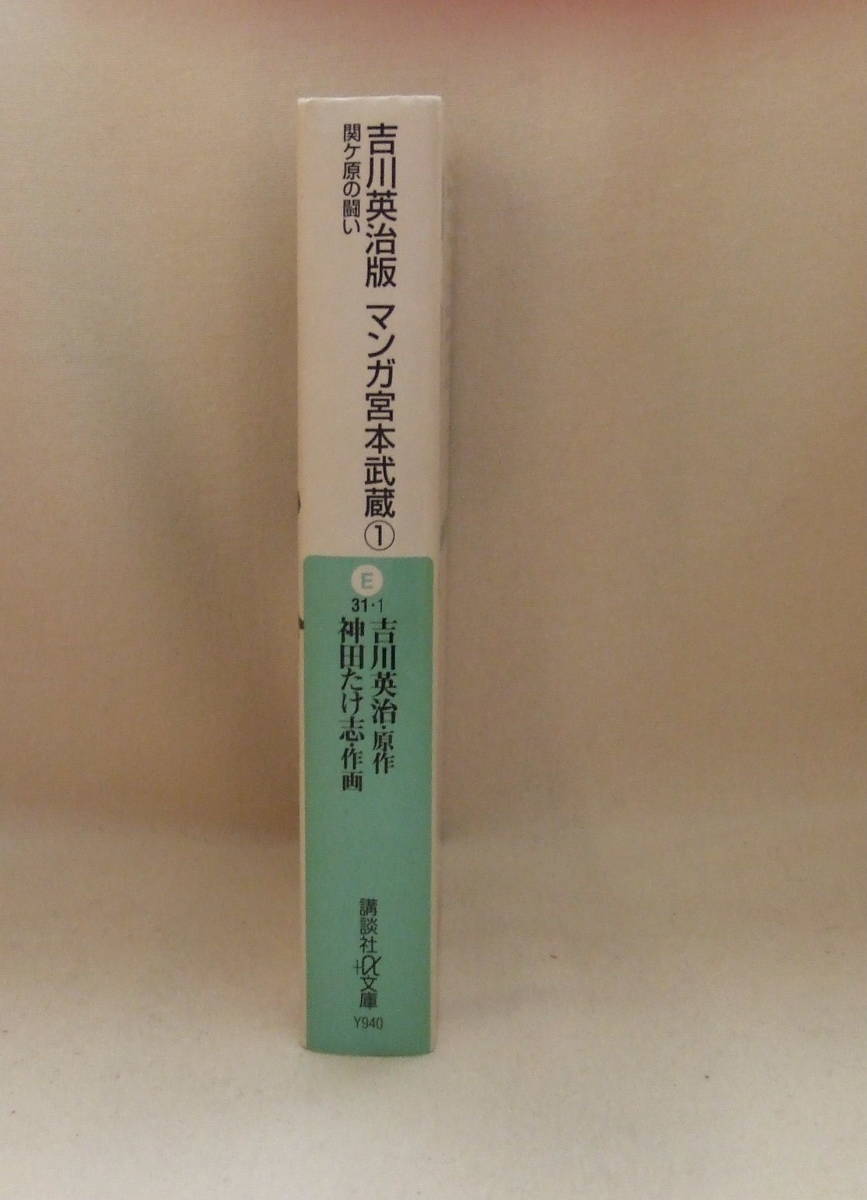 吉川英治版 マンガ宮本武蔵①
関ケ原の闘い
E
31・1
吉川英治・原作
神田たけ志・作画
講談社+α文庫
Y940